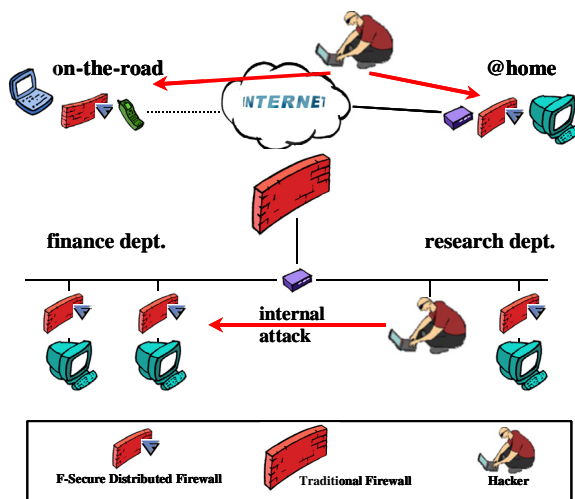 on-the-road
@home
INTERNET
finance dept.
research dept.
internal
attack
F-Secure Distributed Firewall
Traditional Firewall
Hacker